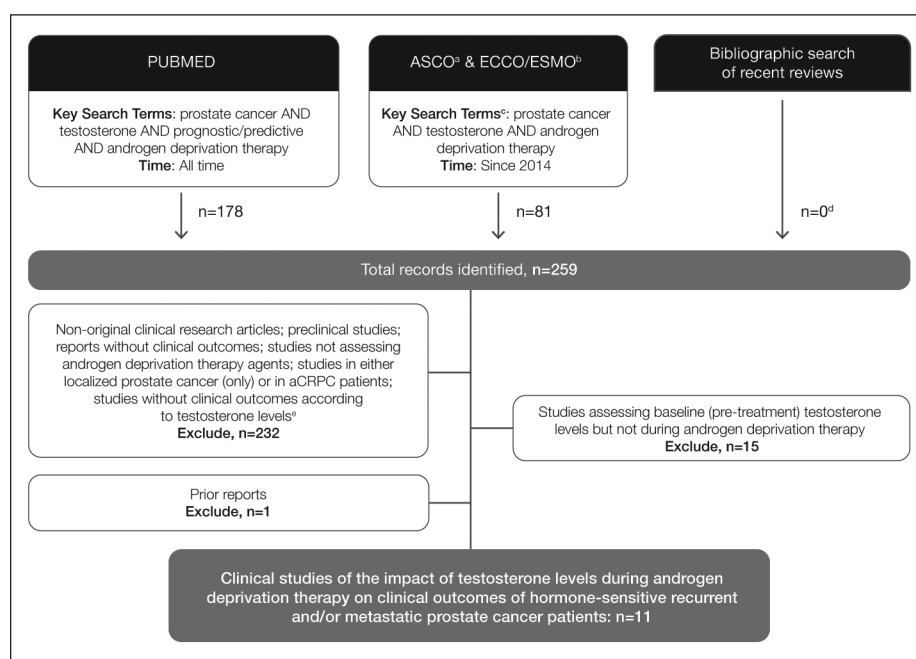 PUBMED
Key Search Terms: prostate cancer AND
testosterone AND prognostic/predictive
AND androgen deprivation therapy
Time: All time
ASCOᵃ & ECCO/ESMOᵇ
Key Search Termsᶜ: prostate cancer
AND testosterone AND androgen
deprivation therapy
Time: Since 2014
Bibliographic search
of recent reviews
n=178
n=81
n=0ᵈ
Total records identified, n=259
Non-original clinical research articles; preclinical studies;
reports without clinical outcomes; studies not assessing
androgen deprivation therapy agents; studies in either
localized prostate cancer (only) or in aCRPC patients;
studies without clinical outcomes according
to testosterone levelsᵉ
Exclude, n=232
Studies assessing baseline (pre-treatment) testosterone
levels but not during androgen deprivation therapy
Exclude, n=15
Prior reports
Exclude, n=1
Clinical studies of the impact of testosterone levels during androgen
deprivation therapy on clinical outcomes of hormone-sensitive recurrent
and/or metastatic prostate cancer patients: n=11